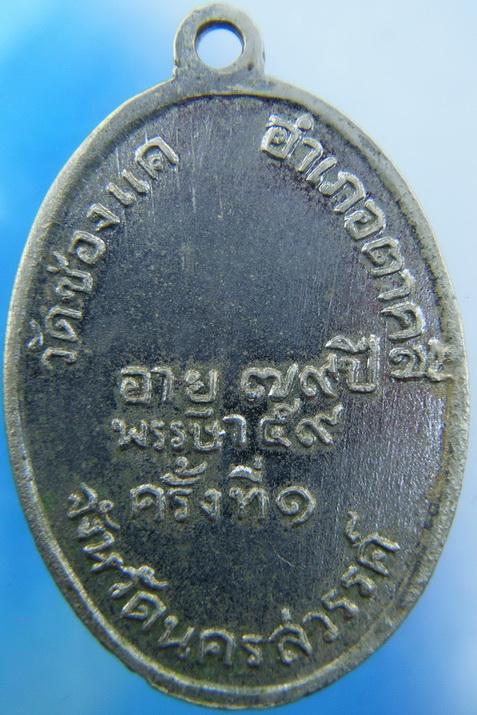 วัดช่องแค
อำเภอตาคลี
อายุ ๗๙ ปี
พรรษา ๕๙
ครั้งที่ ๑
จังหวัดนครสวรรค์